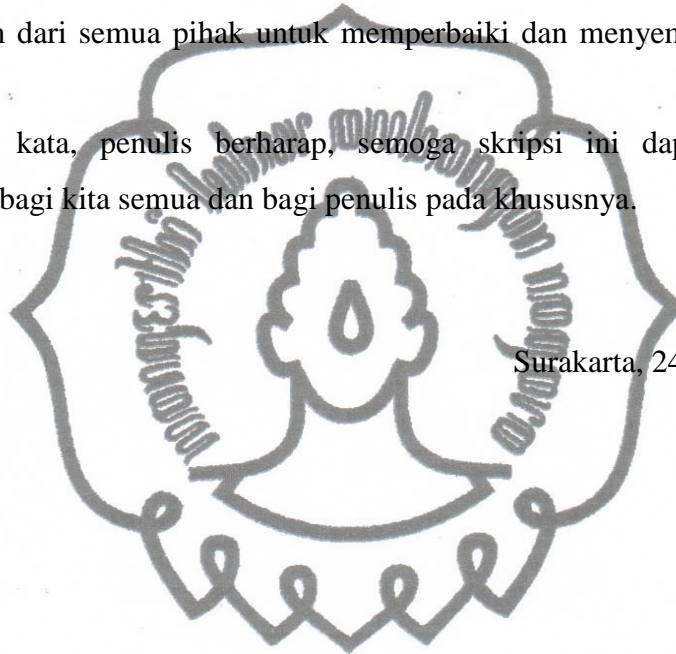 n dari semua pihak untuk memperbaiki dan menyen
kata, penulis berharap, semoga skripsi ini dap
bagi kita semua dan bagi penulis pada khususnya.
Surakarta, 24